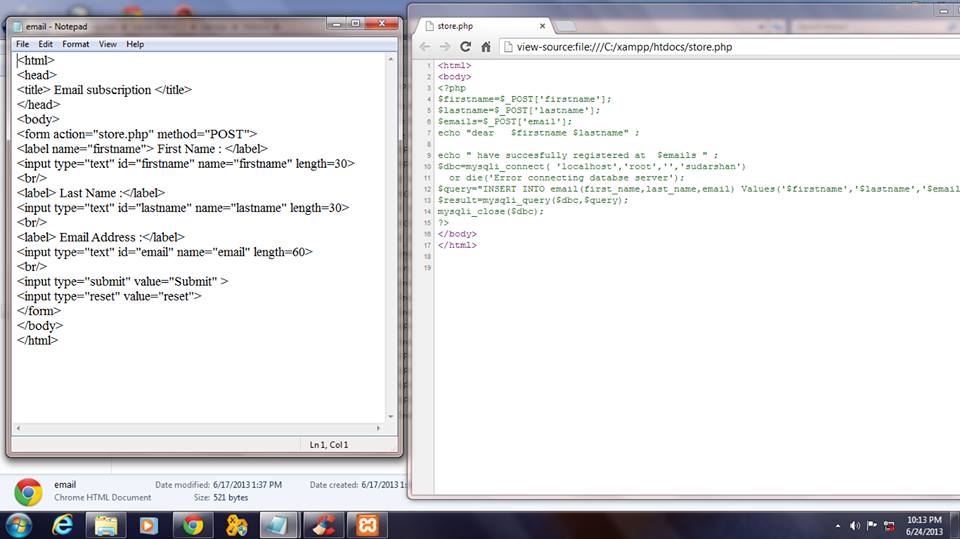 email - Notepad
File Edit Format View Help
<html>
<head>
<title> Email subscription </title>
</head>
<body>
<form action="store.php" method="POST">
<label name="firstname"> First Name : </label>
<input type="text" id="firstname" name="firstname" length=30>
<br/>
<label> Last Name :</label>
<input type="text" id="lastname" name="lastname" length=30>
<br/>
<label> Email Address :</label>
<input type="text" id="email" name="email" length=60>
<br/>
<input type="submit" value="Submit" >
<input type="reset" value="reset">
</form>
</body>
</html>
Ln 1, Col 1
store.php
view-source:file:///C:/xampp/htdocs/store.php
1 <html>
2 <body>
3 <?php
4 $firstname=$_POST['firstname'];
5 $lastname=$_POST['lastname'];
6 $emails=$_POST['email'];
7 echo "dear   $firstname $lastname" ;
8
9 echo " have succesfully registered at  $emails " ;
10 $dbc=mysqli_connect( 'localhost','root','','sudarshan')
11   or die('Error connecting databse server');
12 $query="INSERT INTO email(first_name,last_name,email) Values('$firstname','$lastname','$email
13 $result=mysqli_query($dbc,$query);
14 mysqli_close($dbc);
15 ?>
16 </body>
17 </html>
18
19
email Date modified: 6/17/2013 1:37 PM Date created: 6/17/2013 1
Chrome HTML Document Size: 521 bytes
10:13 PM
6/24/2013